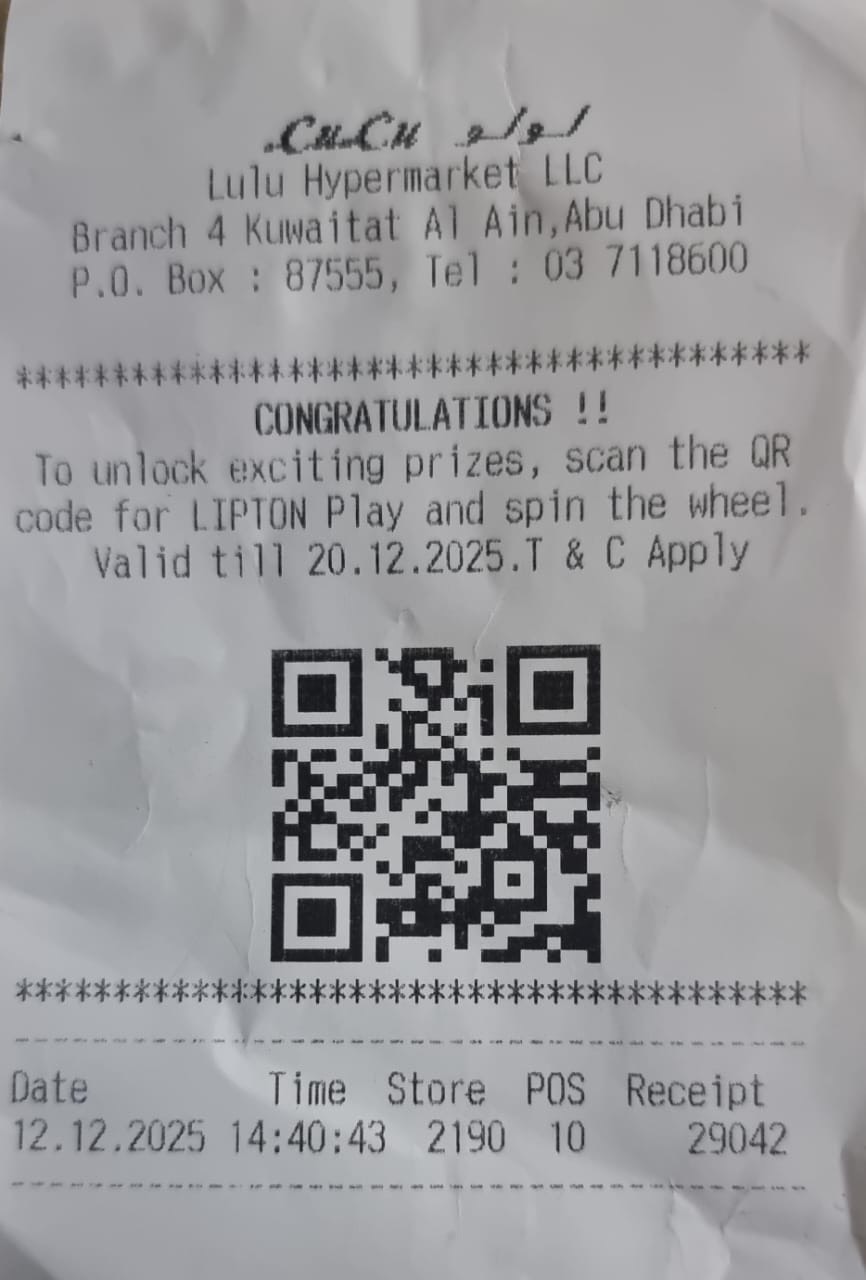 LuLu لولو
Lulu Hypermarket LLC
Branch 4 Kuwaitat Al Ain,Abu Dhabi
P.O. Box : 87555, Tel : 03 7118600
****************************************
CONGRATULATIONS !!
To unlock exciting prizes, scan the QR
code for LIPTON Play and spin the wheel.
Valid till 20.12.2025.T & C Apply
****************************************
----------------------------------------
Date Time Store POS Receipt
12.12.2025 14:40:43 2190 10 29042
----------------------------------------